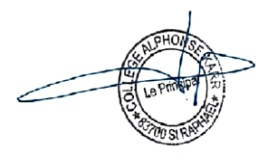 COLLEGE ALPHONSE KARR
Le Principal
* 83700 ST RAPHAEL *